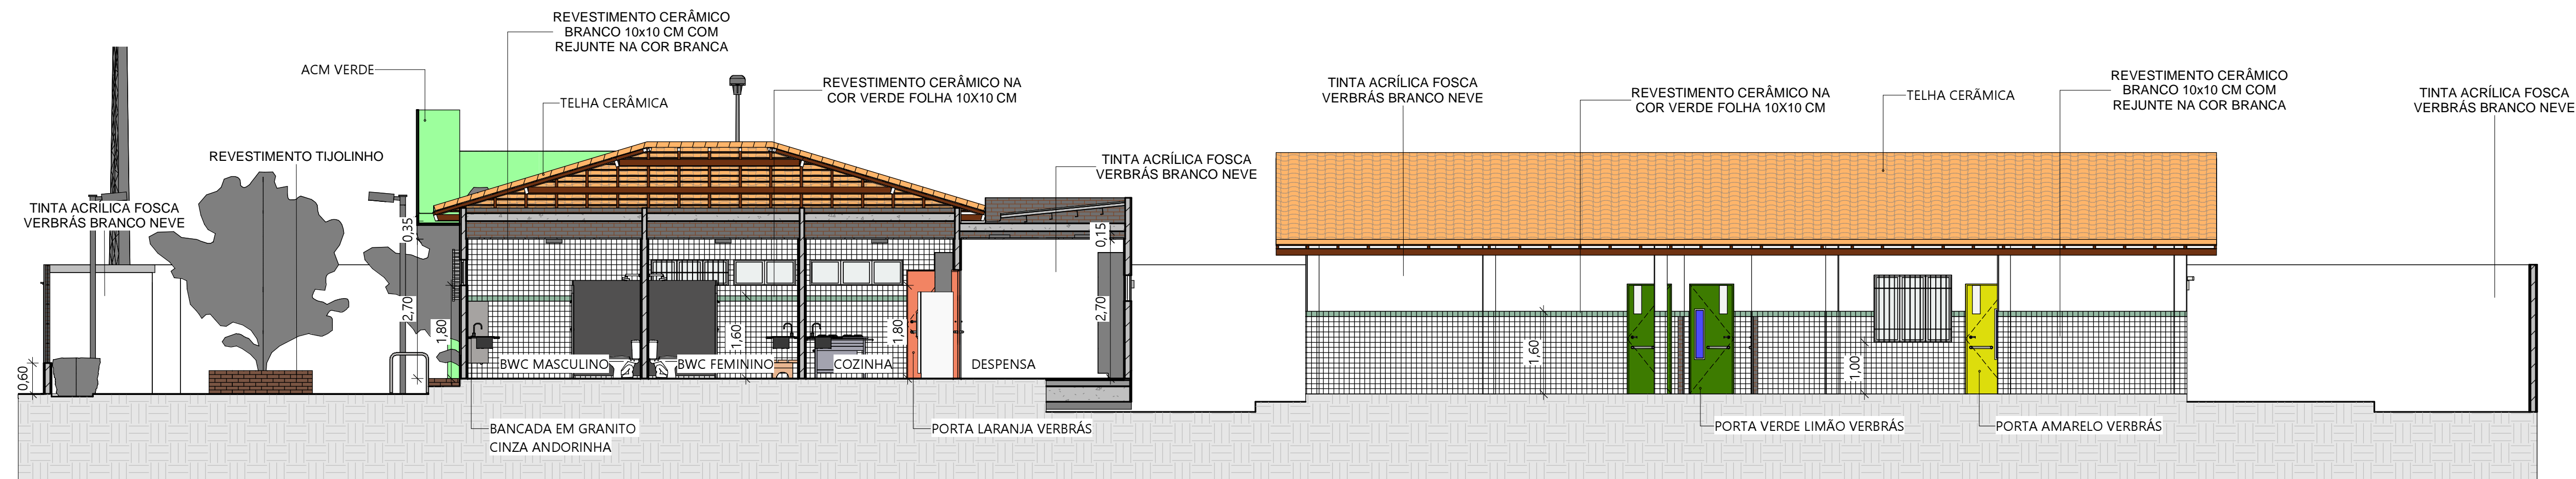 REVESTIMENTO CERÂMICO
BRANCO 10x10 CM COM
REJUNTE NA COR BRANCA
ACM VERDE
TELHA CERÂMICA
REVESTIMENTO CERÂMICO NA
COR VERDE FOLHA 10X10 CM
REVESTIMENTO TIJOLINHO
TINTA ACRÍLICA FOSCA
VERBRÁS BRANCO NEVE
TINTA ACRÍLICA FOSCA
VERBRÁS BRANCO NEVE
TINTA ACRÍLICA FOSCA
VERBRÁS BRANCO NEVE
REVESTIMENTO CERÂMICO NA
COR VERDE FOLHA 10X10 CM
TELHA CERÃMICA
REVESTIMENTO CERÂMICO
BRANCO 10x10 CM COM
REJUNTE NA COR BRANCA
TINTA ACRÍLICA FOSCA
VERBRÁS BRANCO NEVE
0,60
0,35
2,70
1,80
1,60
1,80
0,15
2,70
1,60
1,00
BWC MASCULINO
BWC FEMININO
COZINHA
DESPENSA
BANCADA EM GRANITO
CINZA ANDORINHA
PORTA LARANJA VERBRÁS
PORTA VERDE LIMÃO VERBRÁS
PORTA AMARELO VERBRÁS